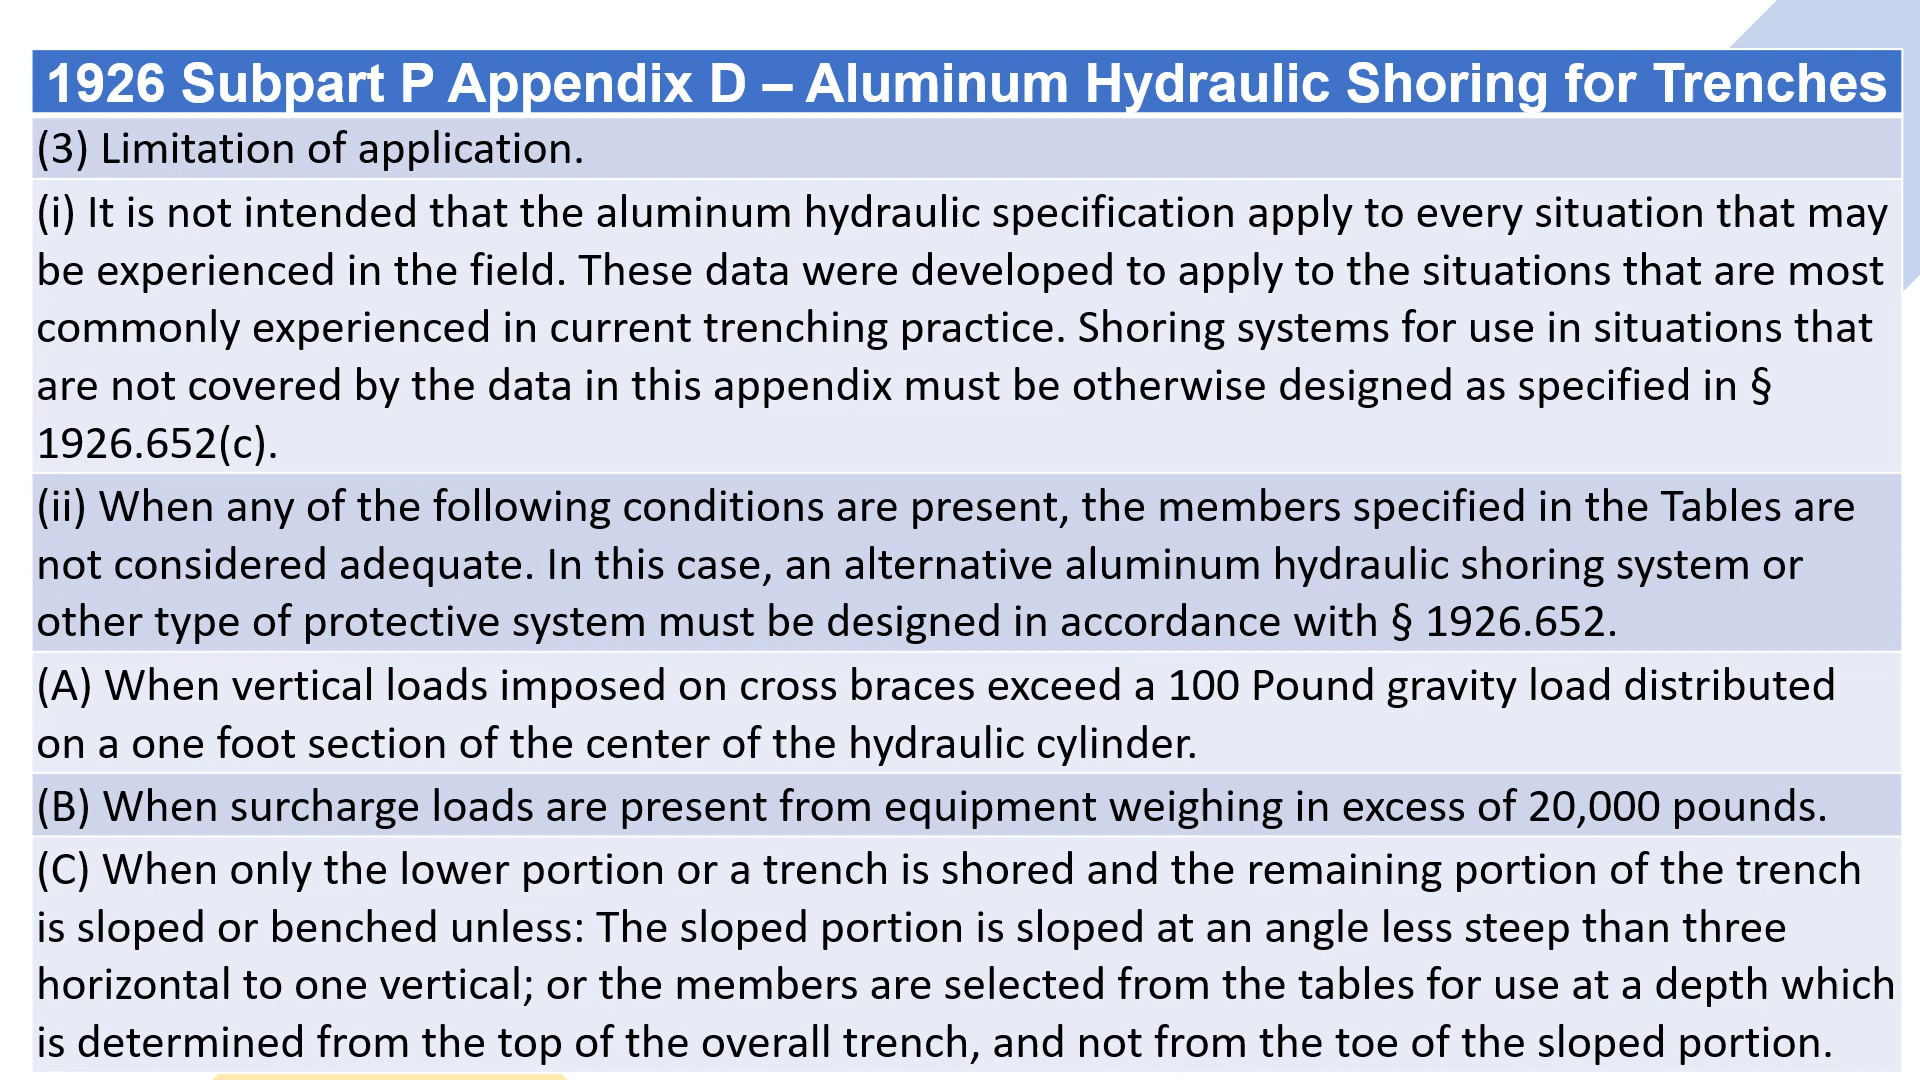 1926 Subpart P Appendix D – Aluminum Hydraulic Shoring for Trenches
(3) Limitation of application.
(i) It is not intended that the aluminum hydraulic specification apply to every situation that may
be experienced in the field. These data were developed to apply to the situations that are most
commonly experienced in current trenching practice. Shoring systems for use in situations that
are not covered by the data in this appendix must be otherwise designed as specified in §
1926.652(c).
(ii) When any of the following conditions are present, the members specified in the Tables are
not considered adequate. In this case, an alternative aluminum hydraulic shoring system or
other type of protective system must be designed in accordance with § 1926.652.
(A) When vertical loads imposed on cross braces exceed a 100 Pound gravity load distributed
on a one foot section of the center of the hydraulic cylinder.
(B) When surcharge loads are present from equipment weighing in excess of 20,000 pounds.
(C) When only the lower portion or a trench is shored and the remaining portion of the trench
is sloped or benched unless: The sloped portion is sloped at an angle less steep than three
horizontal to one vertical; or the members are selected from the tables for use at a depth which
is determined from the top of the overall trench, and not from the toe of the sloped portion.